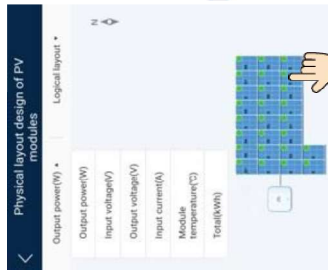 Physical layout design of PV
modules
Output power(W)
Logical layout
N
Output power(W)
Input voltage(V)
Output voltage(V)
Input current(A)
Module
temperature(°C)
Total(kWh)